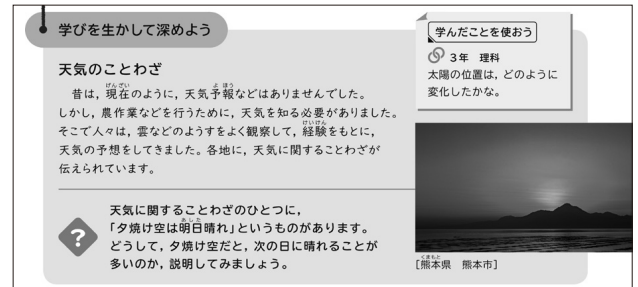 学びを生かして深めよう
天気のことわざ
昔は,現在のように,天気予報などはありませんでした。
しかし,農作業などを行うために,天気を知る必要がありました。
そこで人々は,雲などのようすをよく観察して,経験をもとに,
天気の予想をしてきました。各地に,天気に関することわざが
伝えられています。
天気に関することわざのひとつに,
「夕焼け空は明日晴れ」というものがあります。
どうして,夕焼け空だと,次の日に晴れることが
多いのか,説明してみましょう。
学んだことを使おう
3年 理科
太陽の位置は,どのように
変化したかな。
[熊本県 熊本市]